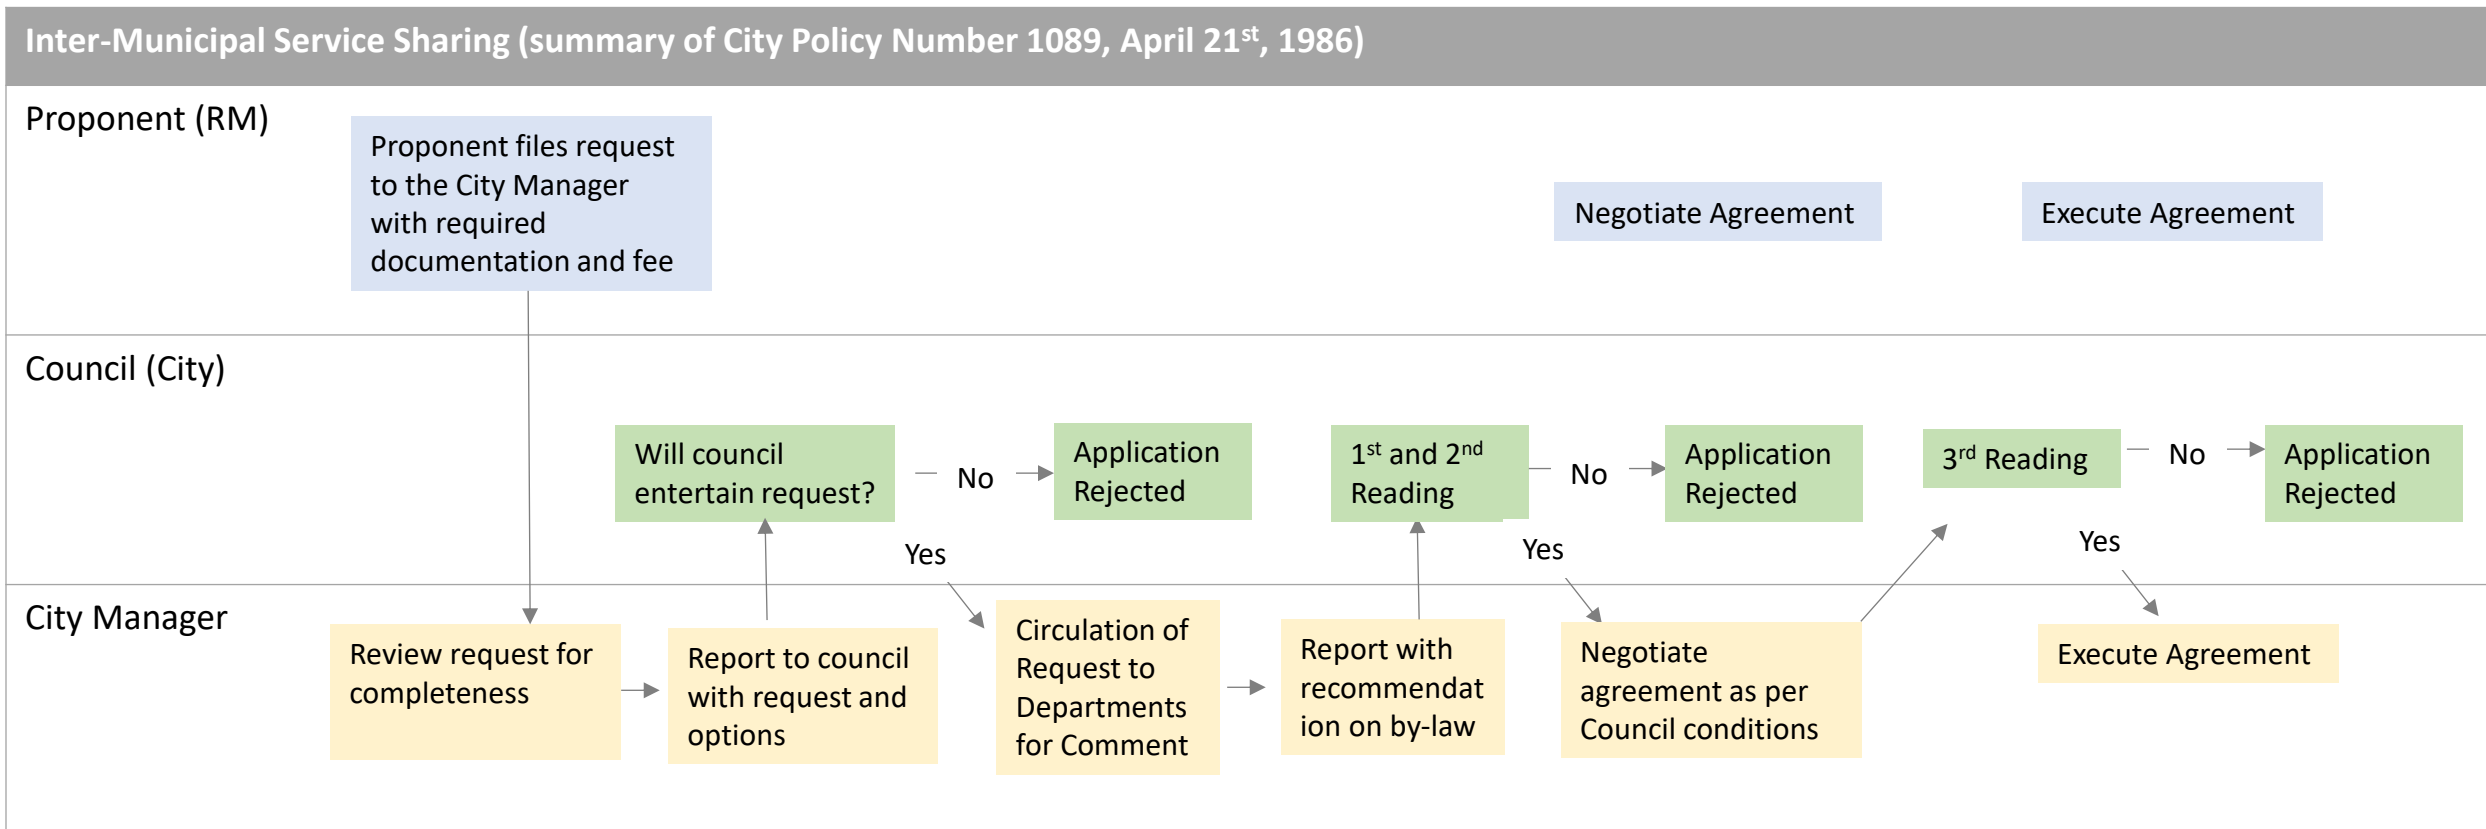 Inter-Municipal Service Sharing (summary of City Policy Number 1089, April 21st, 1986)
Proponent (RM)
Proponent files request
to the City Manager
with required
documentation and fee
Negotiate Agreement
Execute Agreement
Council (City)
Will council
entertain request?
No
Application
Rejected
Yes
1st and 2nd
Reading
No
Application
Rejected
Yes
3rd Reading
No
Application
Rejected
Yes
City Manager
Review request for
completeness
Report to council
with request and
options
Circulation of
Request to
Departments
for Comment
Report with
recommendat
ion on by-law
Negotiate
agreement as per
Council conditions
Execute Agreement